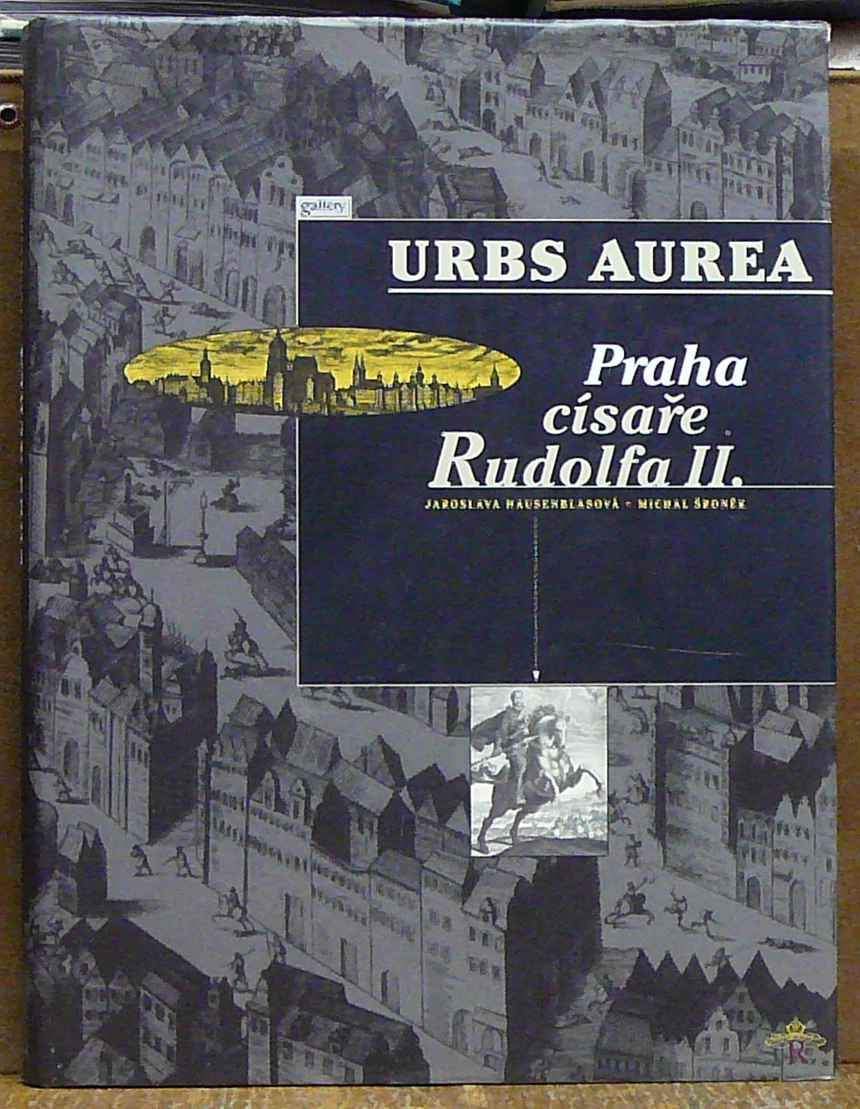 gallery
URBS AUREA
Praha
císaře
Rudolfa II.
JAROSLAVA HAUSENBLASOVÁ • MICHAL ŠRONĚK
R